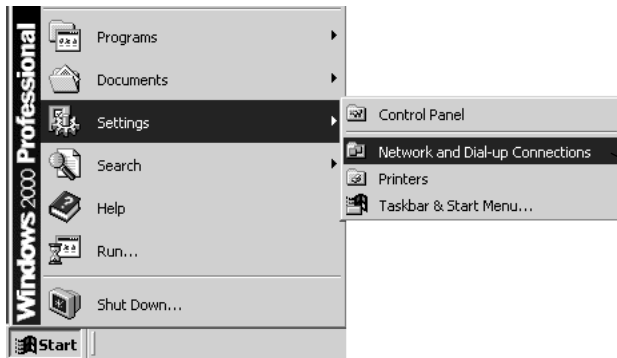 Windows 2000 Professional
Programs
Documents
Settings
Search
Help
Run...
Shut Down...
Control Panel
Network and Dial-up Connections
Printers
Taskbar & Start Menu...
Start